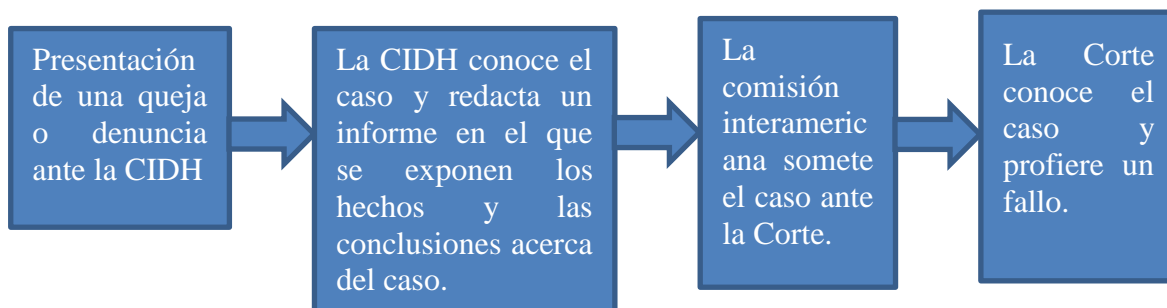 Presentación
de una queja
o denuncia
ante la CIDH
La CIDH conoce el
caso y redacta un
informe en el que
se exponen los
hechos y las
conclusiones acerca
del caso.
La
comisión
interameric
ana somete
el caso ante
la Corte.
La Corte
conoce el
caso y
profiere un
fallo.